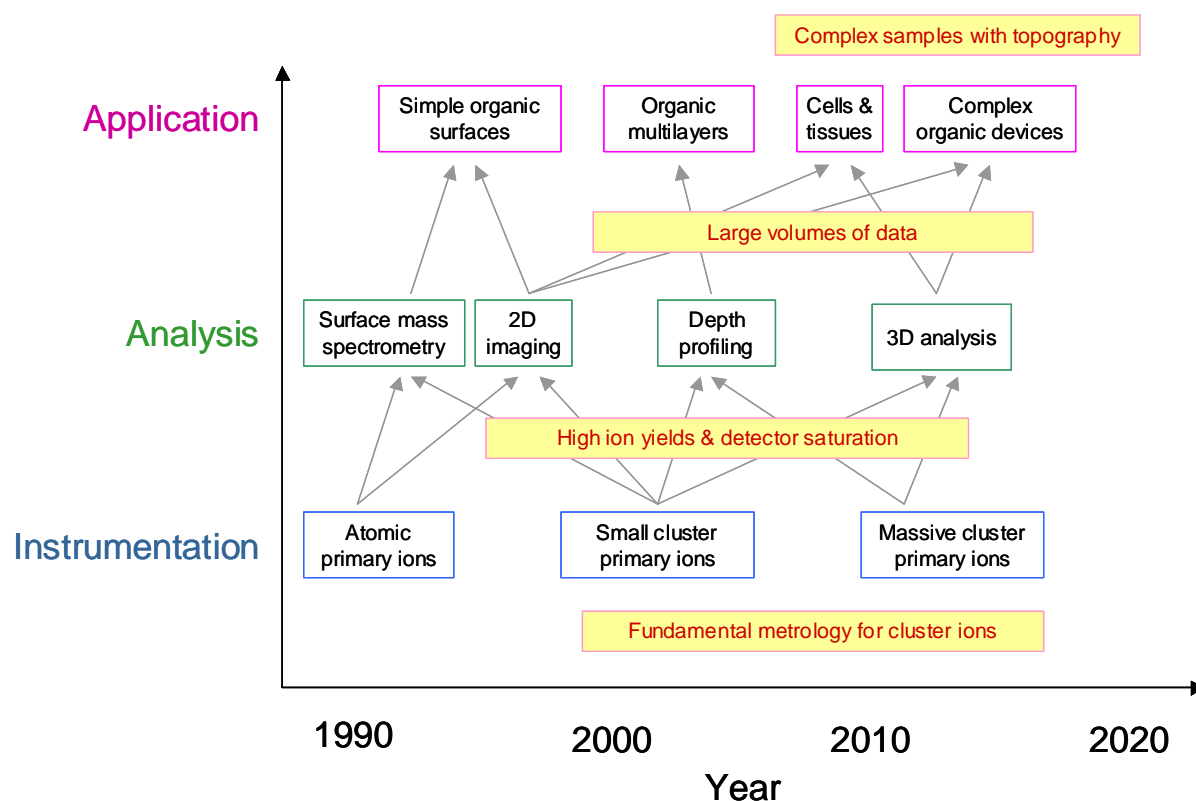 Complex samples with topography
Application
Simple organic
surfaces
Organic
multilayers
Cells &
tissues
Complex
organic devices
Large volumes of data
Analysis
Surface mass
spectrometry
2D
imaging
Depth
profiling
3D analysis
High ion yields & detector saturation
Instrumentation
Atomic
primary ions
Small cluster
primary ions
Massive cluster
primary ions
Fundamental metrology for cluster ions
1990
2000
2010
2020
Year